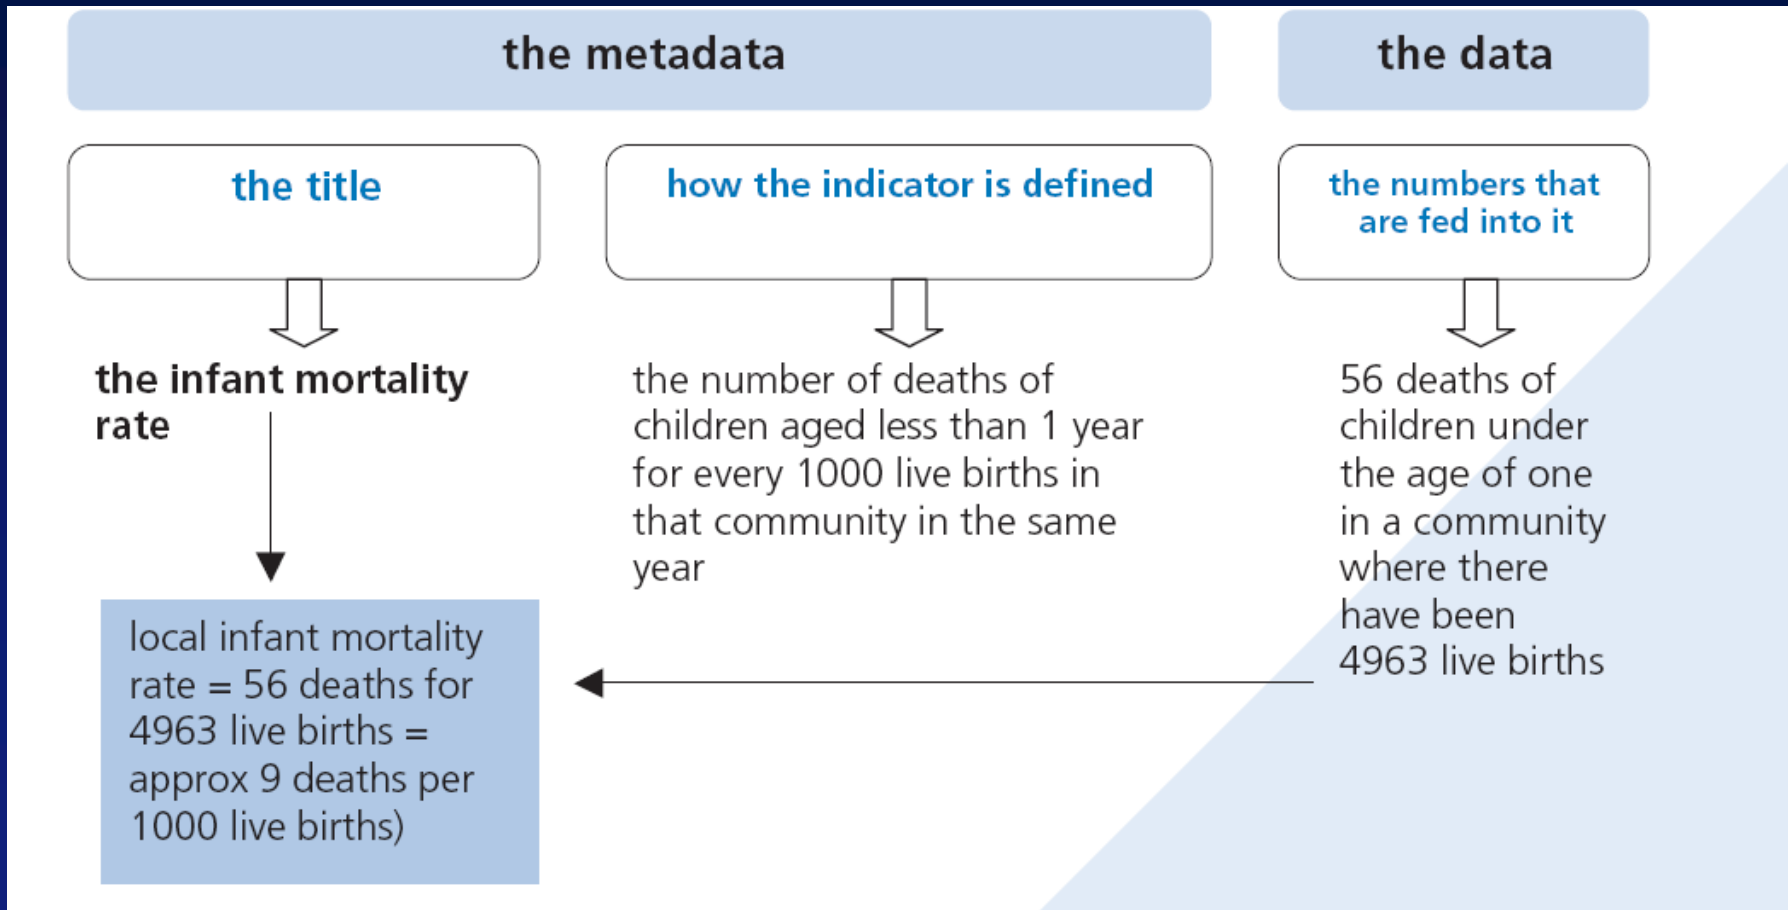 the metadata
the data
the title
how the indicator is defined
the numbers that
are fed into it
the infant mortality
rate
the number of deaths of
children aged less than 1 year
for every 1000 live births in
that community in the same
year
56 deaths of
children under
the age of one
in a community
where there
have been
4963 live births
local infant mortality
rate = 56 deaths for
4963 live births =
approx 9 deaths per
1000 live births)